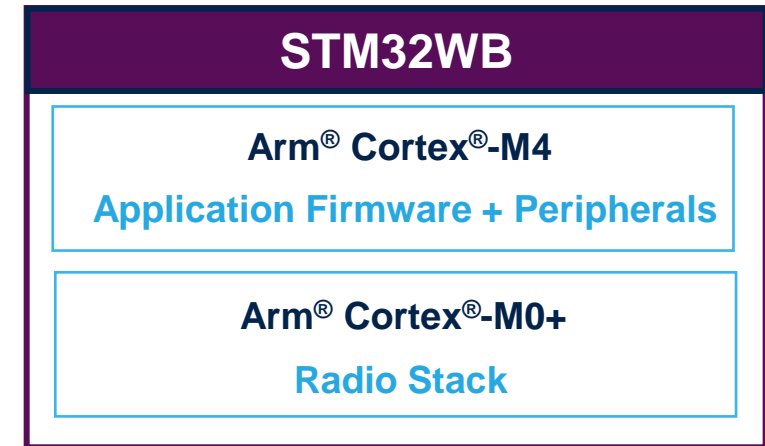 STM32WB
Arm® Cortex®-M4
Application Firmware + Peripherals
Arm® Cortex®-M0+
Radio Stack